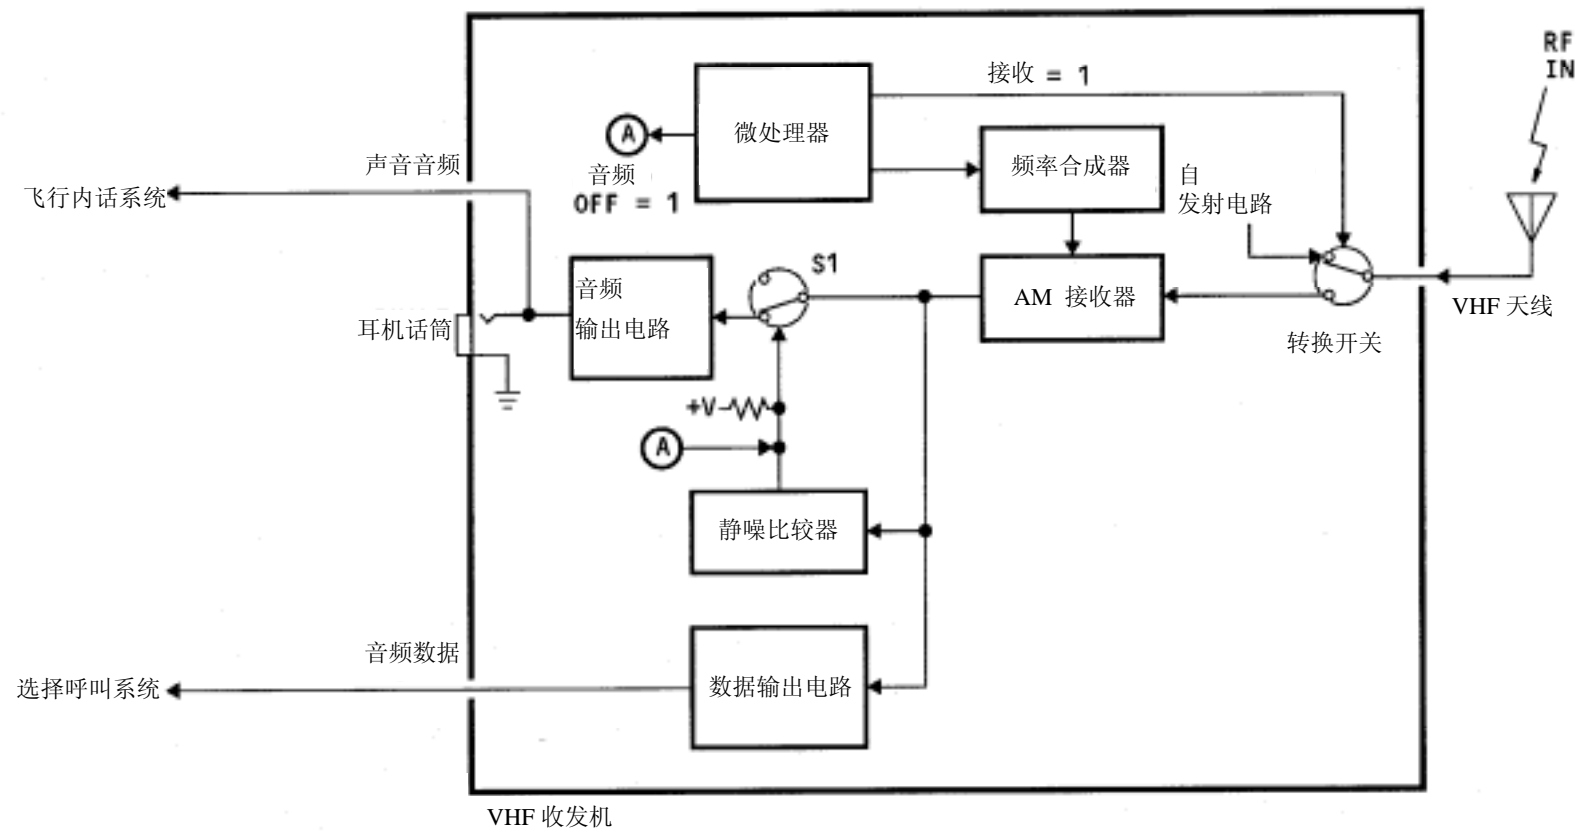 RF
IN
接收 = 1
微处理器
A
音频
OFF = 1
频率合成器
声音音频
飞行内话系统
自
发射电路
S1
音频
输出电路
AM 接收器
VHF 天线
耳机话筒
转换开关
+V
A
静噪比较器
音频数据
选择呼叫系统
数据输出电路
VHF 收发机